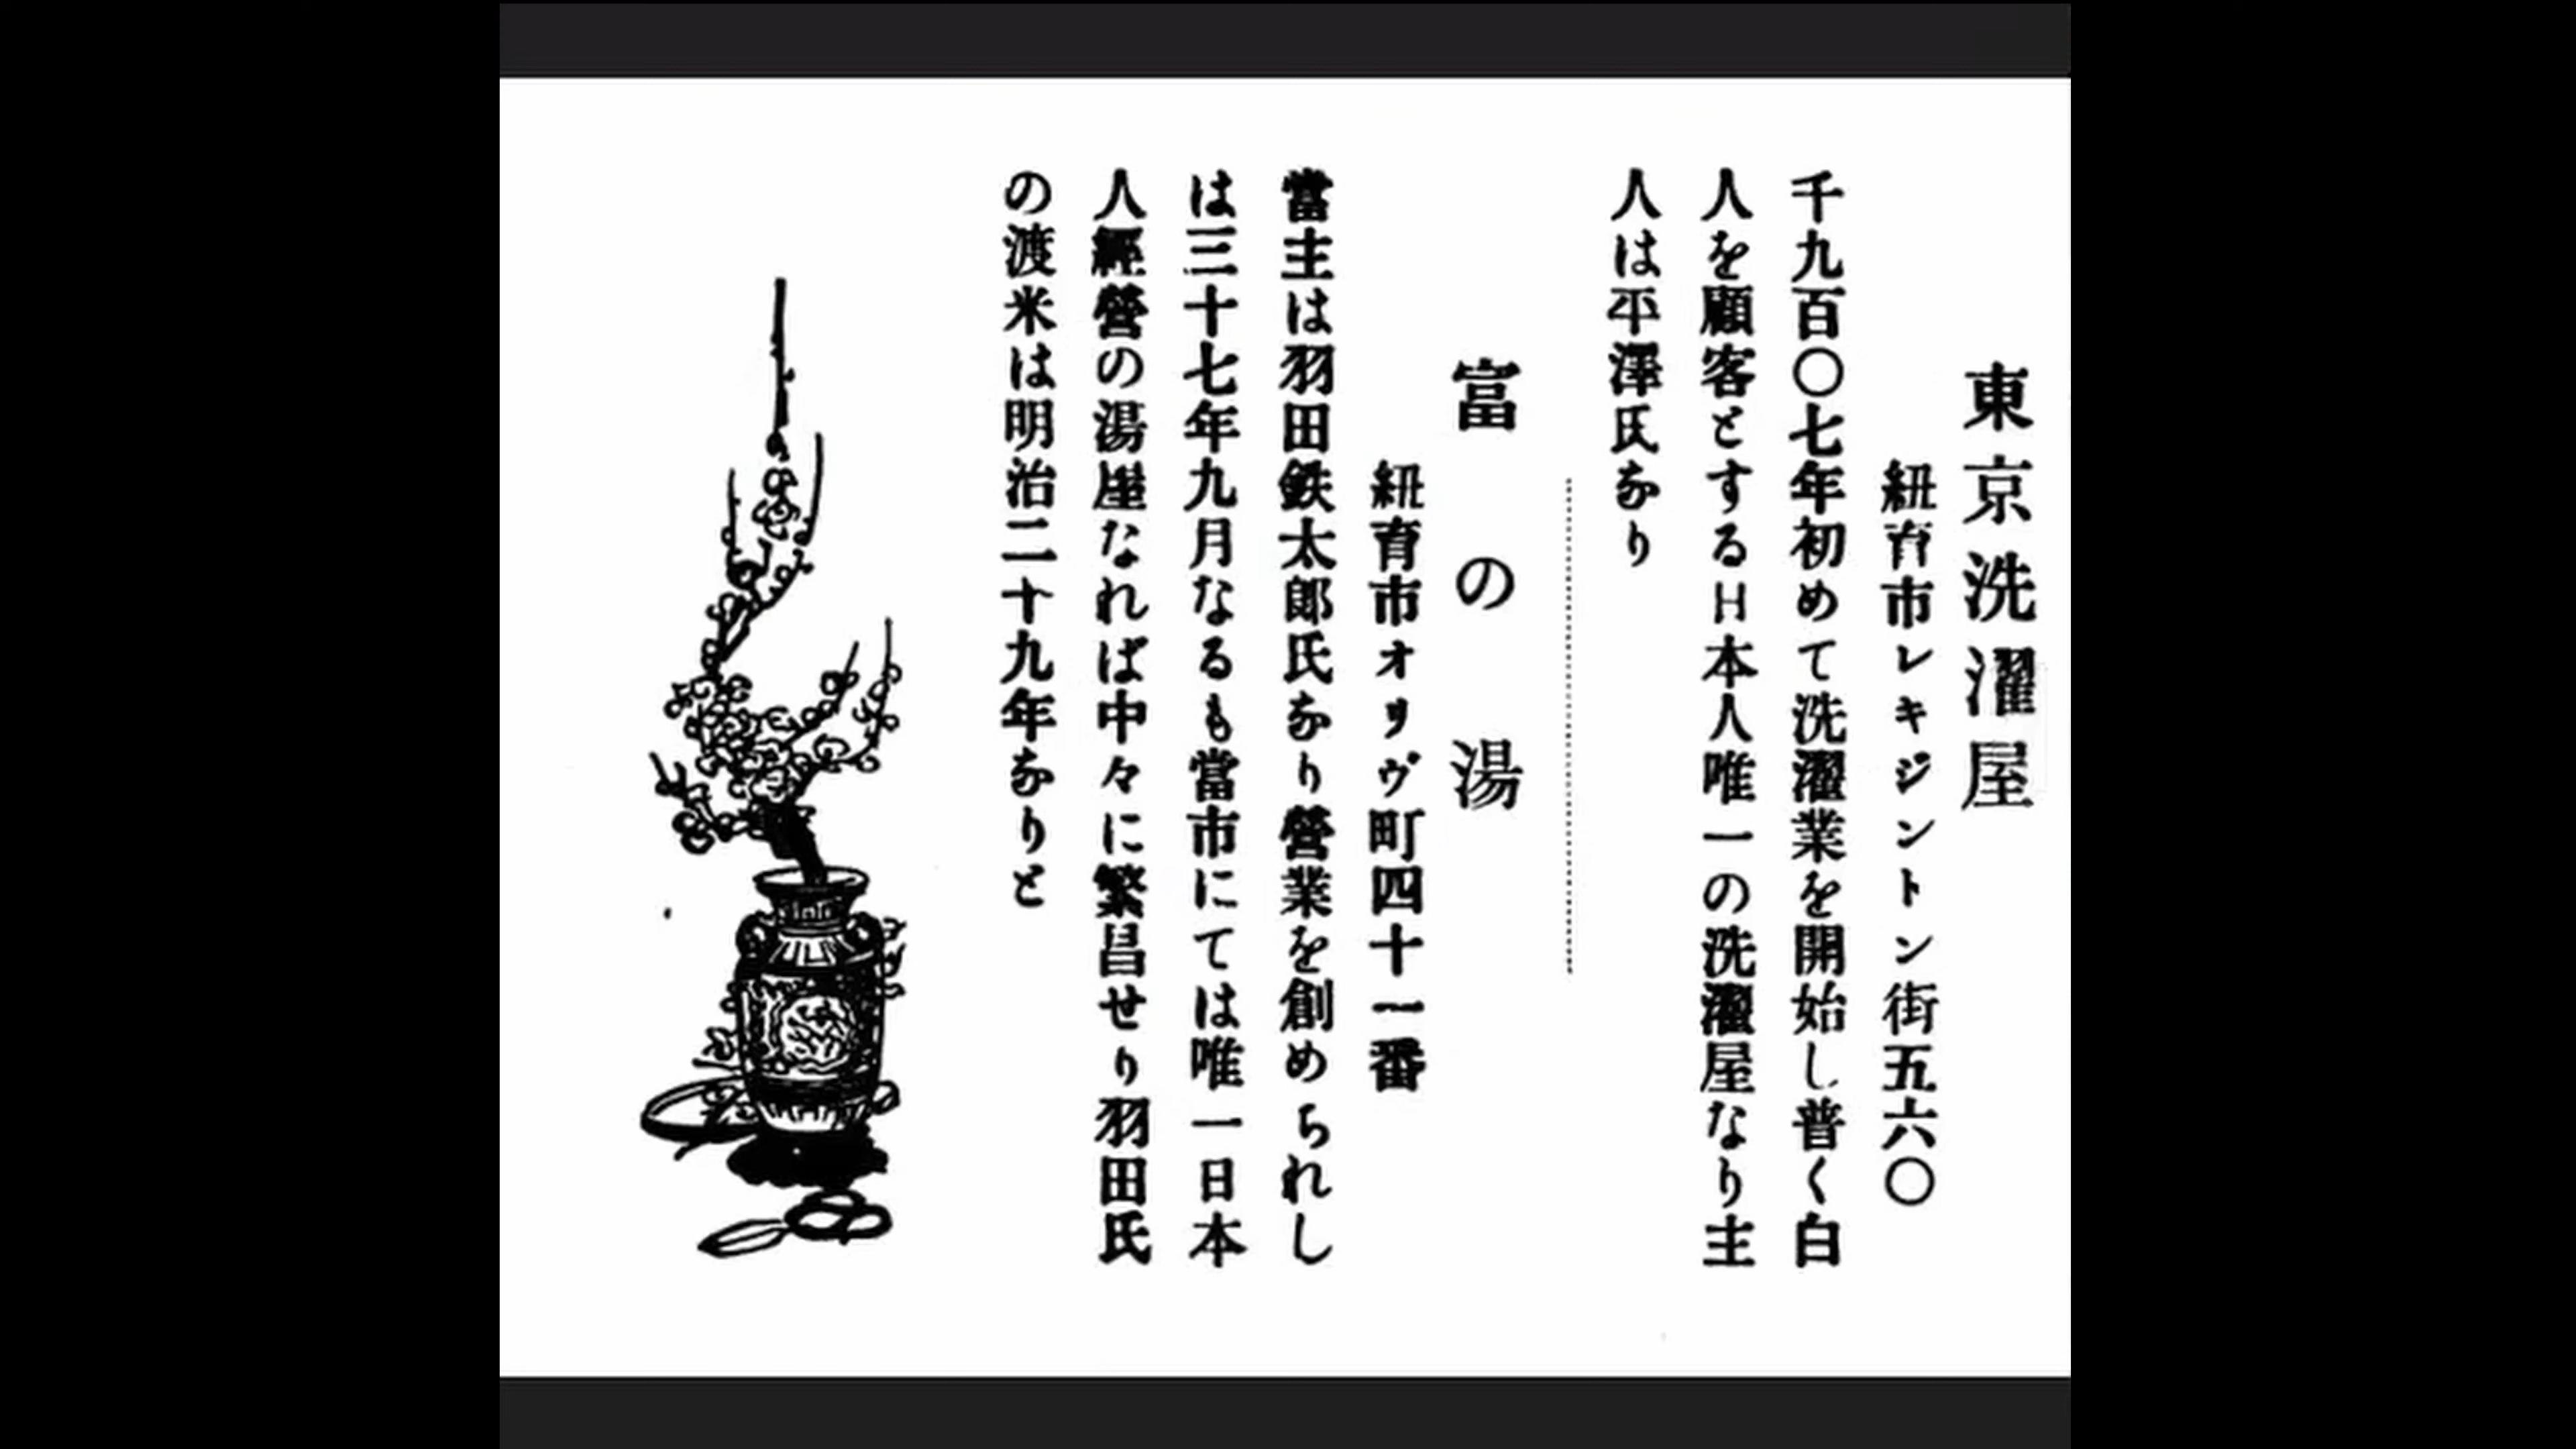 東京洗濯屋
紐育市レキジントン街五六〇
千九百〇七年初めて洗濯業を開始し普く白
人を顧客とする日本人唯一の洗濯屋なり主
人は平澤氏なり
富の湯
紐育市オリヴ町四十一番
當主は羽田鉄太郎氏なり營業を創められし
は三十七年九月なるも當市にては唯一日本
人經營の湯屋なれば中々に繁昌せり羽田氏
の渡米は明治二十九年なりと